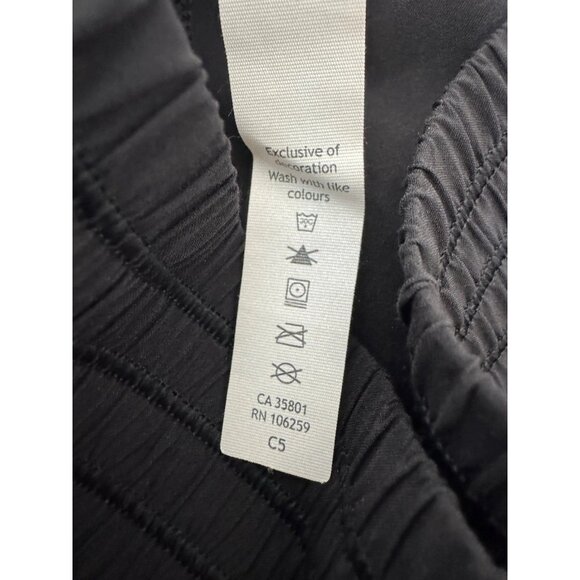 Exclusive of
decoration
Wash with like
colours
CA 35801
RN 106259
C5